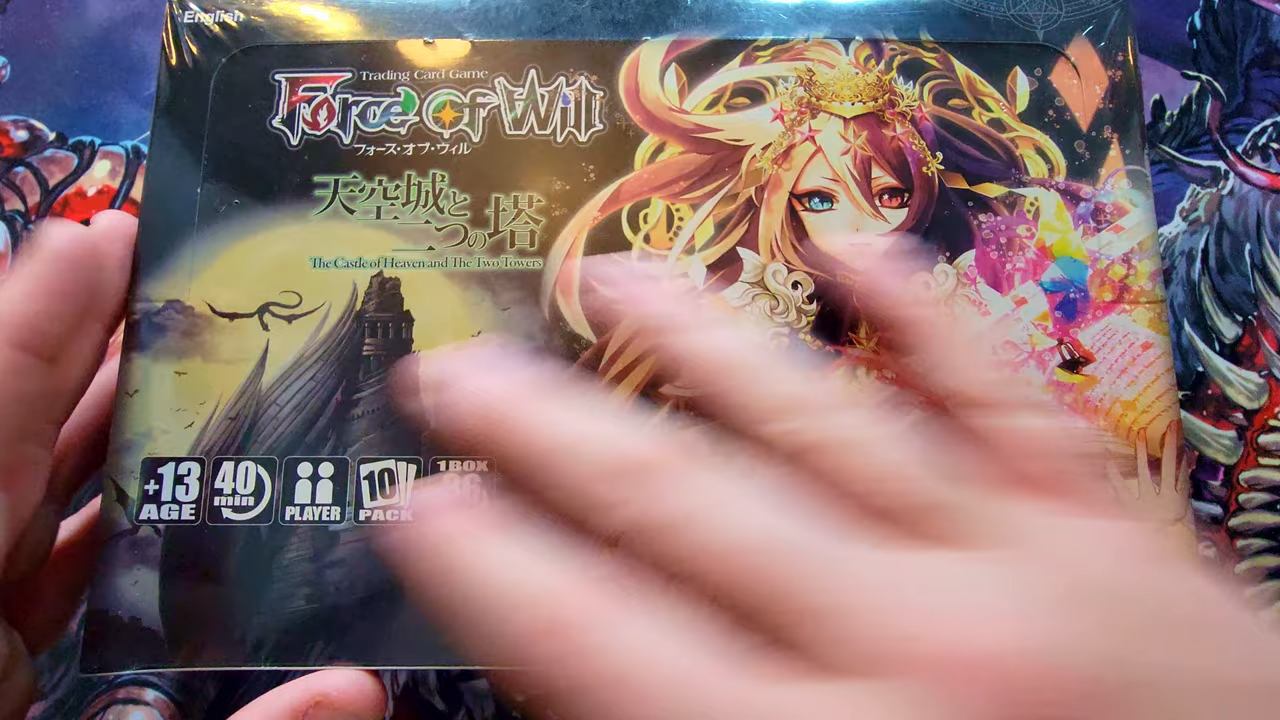 English
Trading Card Game
Force of Will
フォース・オブ・ウィル
天空城と
二つの塔
The Castle of Heaven and The Two Towers
+13
AGE
40
min
PLAYER
10
PACK
1BOX
36